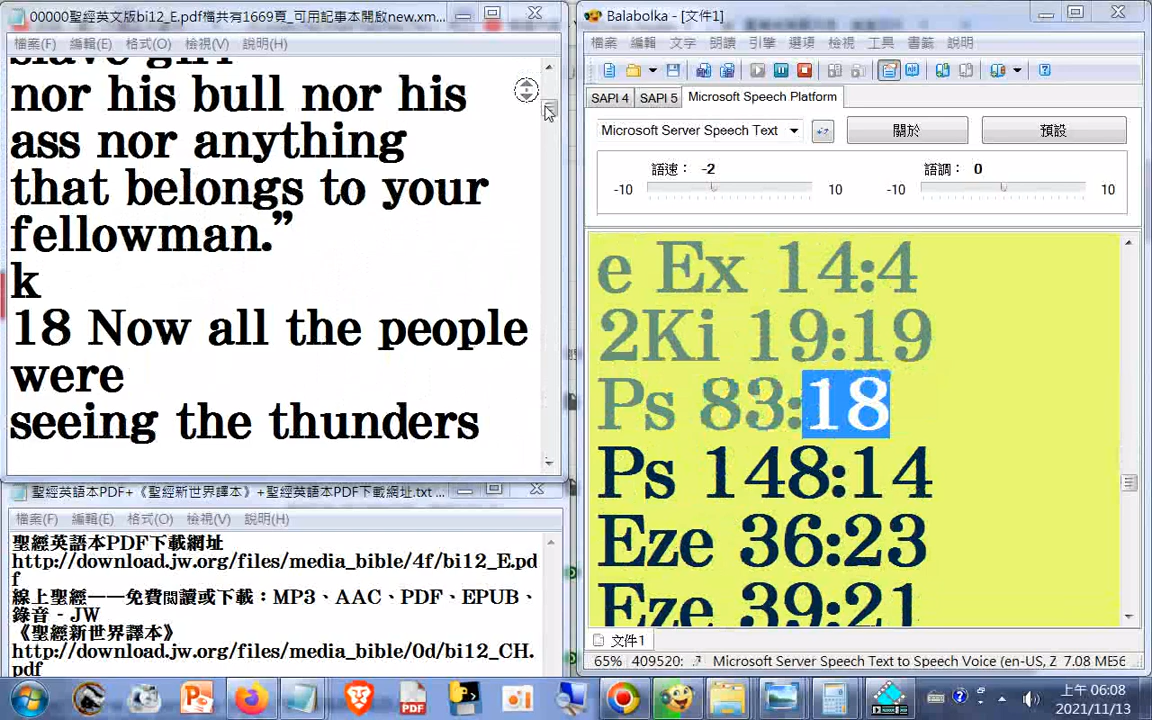 00000聖經英文版bi12_E.pdf檔共有1669頁_可用記事本開啟new.xm...
檔案(F) 編輯(E) 格式(O) 檢視(V) 說明(H)
slave girl
nor his bull nor his
ass nor anything
that belongs to your
fellowman.”
k
18 Now all the people
were
seeing the thunders
聖經英語本PDF+《聖經新世界譯本》+聖經英語本PDF下載網址.txt ...
檔案(F) 編輯(E) 格式(O) 檢視(V) 說明(H)
聖經英語本PDF下載網址
http://download.jw.org/files/media_bible/4f/bi12_E.pd
f
線上聖經——免費閱讀或下載：MP3、AAC、PDF、EPUB、
錄音 - JW
《聖經新世界譯本》
http://download.jw.org/files/media_bible/0d/bi12_CH.
pdf
Balabolka - [文件1]
檔案 編輯 文字 朗讀 引擎 選項 檢視 工具 書籤 說明
SAPI 4 SAPI 5 Microsoft Speech Platform
Microsoft Server Speech Text 關於 預設
語速： -2 語調： 0
-10 10 -10 10
e Ex 14:4
2Ki 19:19
Ps 83:18
Ps 148:14
Eze 36:23
Eze 39:21
文件1
65% 409520: Microsoft Server Speech Text to Speech Voice (en-US, Z 7.08 ME56
上午 06:08
2021/11/13